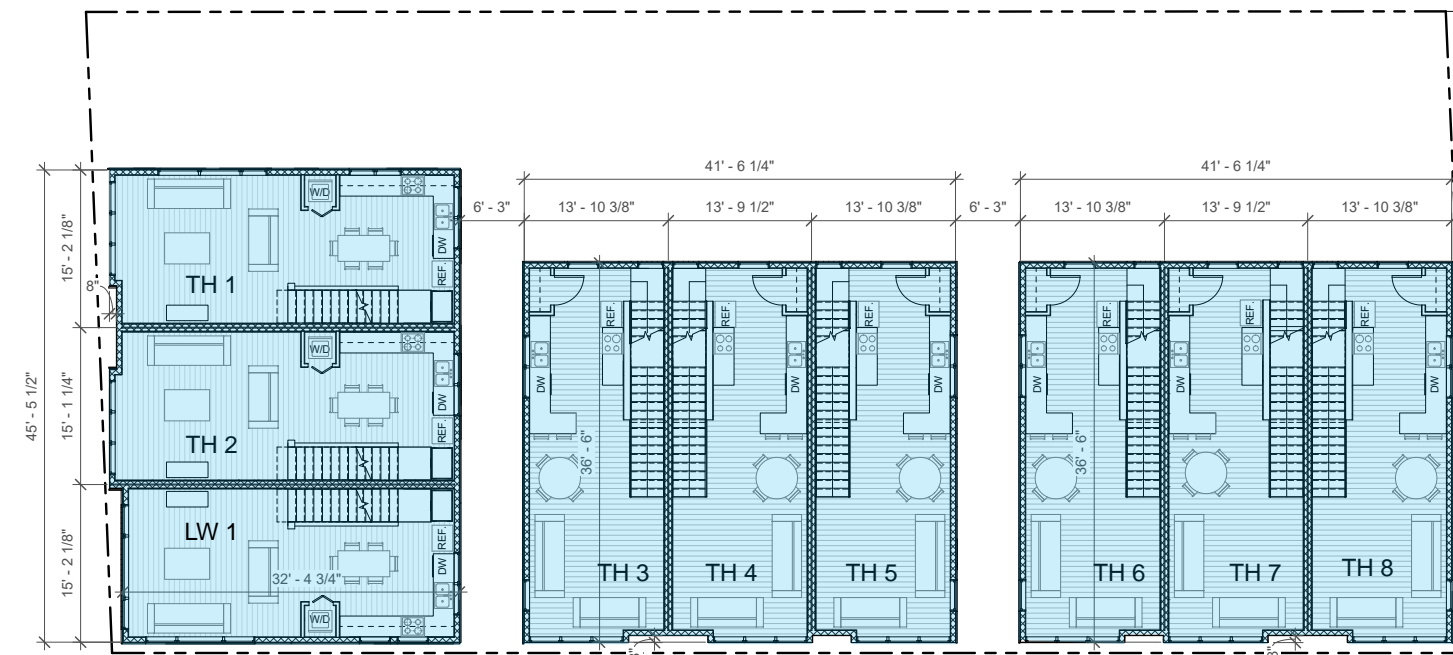 41' - 6 1/4"
41' - 6 1/4"
6' - 3"
13' - 10 3/8"
13' - 9 1/2"
13' - 10 3/8"
6' - 3"
13' - 10 3/8"
13' - 9 1/2"
13' - 10 3/8"
45' - 5 1/2"
15' - 2 1/8"
15' - 1 1/4"
15' - 2 1/8"
8"
W/D
DW
REF.
TH 1
W/D
DW
REF.
TH 2
LW 1
REF.
DW
32' - 4 3/4"
W/D
REF.
DW
36' - 6"
TH 3
REF.
DW
TH 4
REF.
DW
TH 5
REF.
DW
36' - 6"
TH 6
REF.
DW
TH 7
REF.
DW
TH 8